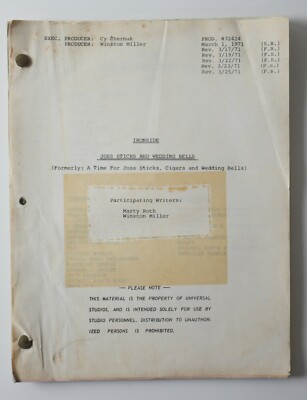 EXEC. PRODUCER: Cy Chermak
PRODUCER: Winston Miller
PROD. #32424
March 1, 1971 (S.R.)
Rev. 3/17/71 (F.R.)
Rev. 3/19/71 (F.R.)
Rev. 3/22/71 (F.R.)
Rev. 3/23/71 (F.R.)
Rev. 3/25/71 (F.R.)
IRONSIDE
JOSS STICKS AND WEDDING BELLS
(Formerly: A Time For Joss Sticks, Cigars and Wedding Bells)
Participating Writers:
Marty Roth
Winston Miller
— PLEASE NOTE —
THIS MATERIAL IS THE PROPERTY OF UNIVERSAL
STUDIOS, AND IS INTENDED SOLELY FOR USE BY
STUDIO PERSONNEL. DISTRIBUTION TO UNAUTHOR-
IZED PERSONS IS PROHIBITED.